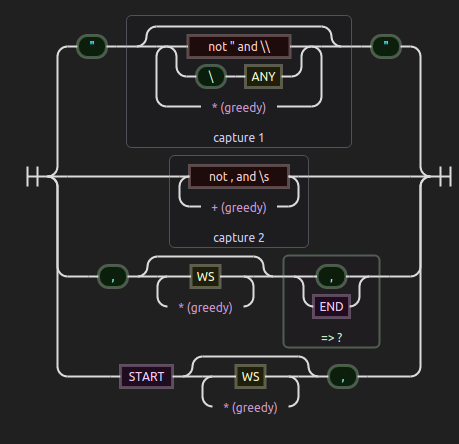 " not " and \\ "
\ ANY
* (greedy)
capture 1
not , and \s
+ (greedy)
capture 2
, WS ,
* (greedy) END
=> ?
START WS ,
* (greedy)